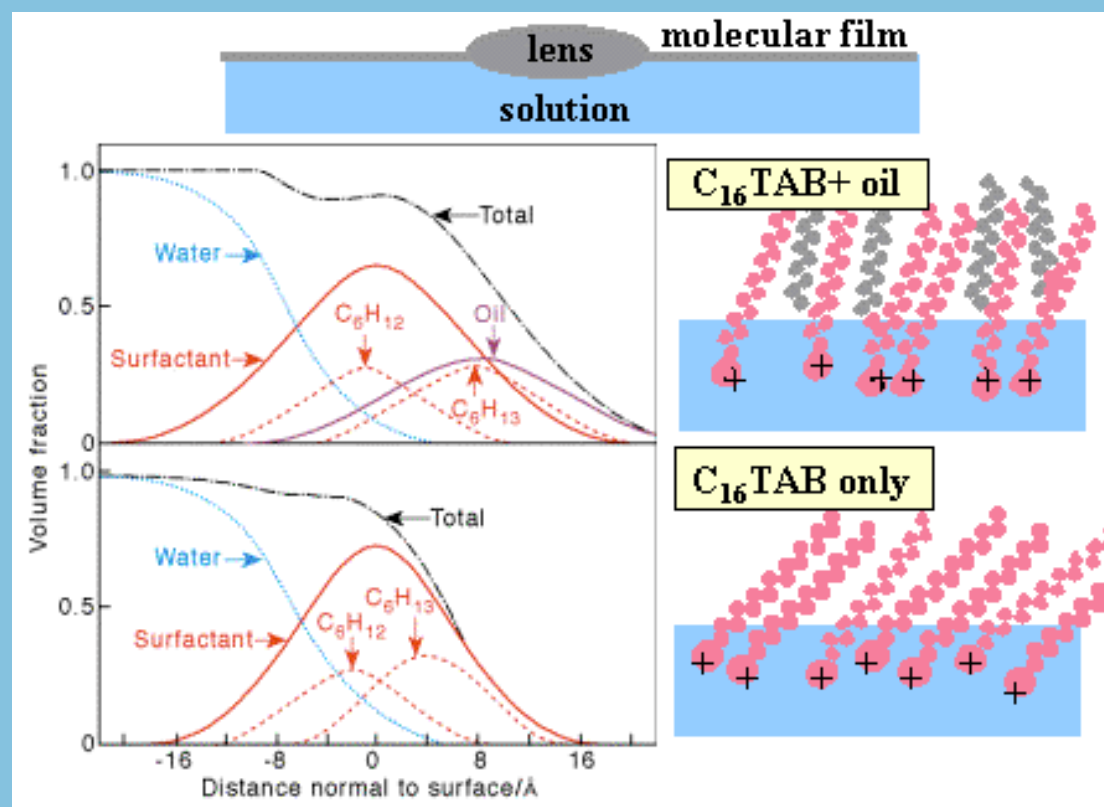 lens
molecular film
solution
1.0
0.5
0
Total
Water
C₆H₁₂
Oil
Surfactant
C₆H₁₃
C₁₆TAB+ oil
1.0
0.5
0
Total
Water
C₆H₁₃
C₆H₁₂
Surfactant
C₁₆TAB only
Volume fraction
-16 -8 0 8 16
Distance normal to surface/Å
+ + + + + +
+ + + + + + +